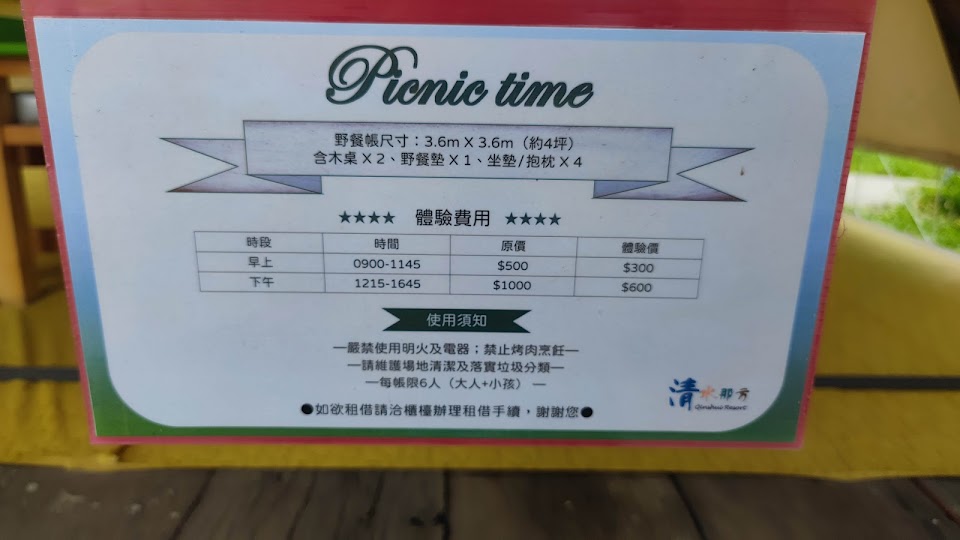 Picnic time
野餐帳尺寸：3.6m X 3.6m（約4坪）
含木桌 X 2、野餐墊 X 1、坐墊/抱枕 X 4
★★★★ 體驗費用 ★★★★
時段 時間 原價 體驗價
早上 0900-1145 $500 $300
下午 1215-1645 $1000 $600
使用須知
—嚴禁使用明火及電器；禁止烤肉烹飪—
—請維護場地清潔及落實垃圾分類—
—每帳限6人（大人+小孩）—
●如欲租借請洽櫃檯辦理租借手續，謝謝您●
清水